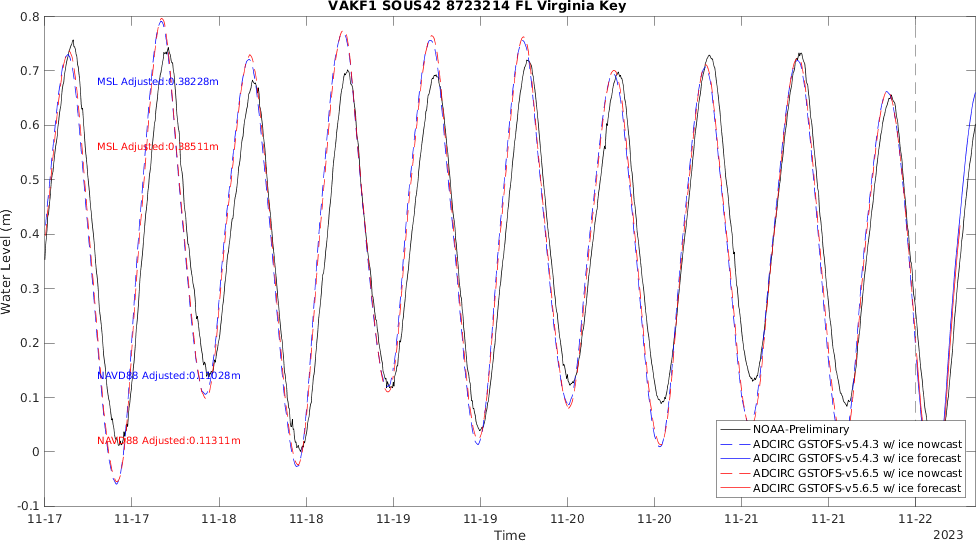 VAKF1 SOUS42 8723214 FL Virginia Key
0.8
0.7
0.6
0.5
0.4
0.3
0.2
0.1
0
-0.1
Water Level (m)
MSL Adjusted:0.38228m
MSL Adjusted:0.38511m
NAVD88 Adjusted:0.11028m
NAVD88 Adjusted:0.11311m
NOAA-Preliminary
ADCIRC GSTOFS-v5.4.3 w/ ice nowcast
ADCIRC GSTOFS-v5.4.3 w/ ice forecast
ADCIRC GSTOFS-v5.6.5 w/ ice nowcast
ADCIRC GSTOFS-v5.6.5 w/ ice forecast
11-17 11-17 11-18 11-18 11-19 11-19 11-20 11-20 11-21 11-21 11-22
Time
2023